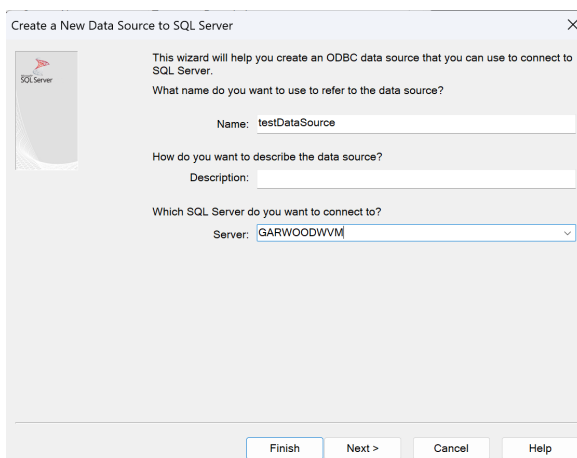 Create a New Data Source to SQL Server
SQL Server
This wizard will help you create an ODBC data source that you can use to connect to
SQL Server.
What name do you want to use to refer to the data source?
Name: testDataSource
How do you want to describe the data source?
Description:
Which SQL Server do you want to connect to?
Server: GARWOODWVM
Finish Next > Cancel Help